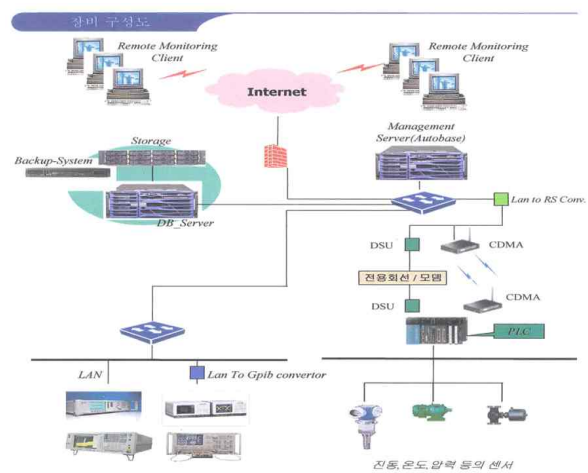 장비 구성도
Remote Monitoring
Client
Remote Monitoring
Client
Internet
Management
Server(Autobase)
Storage
Backup-System
DB_Server
Lan to RS Conv.
DSU
CDMA
전용회선 / 모뎀
DSU
CDMA
PLC
LAN
Lan To Gpib convertor
진동,온도,압력 등의 센서